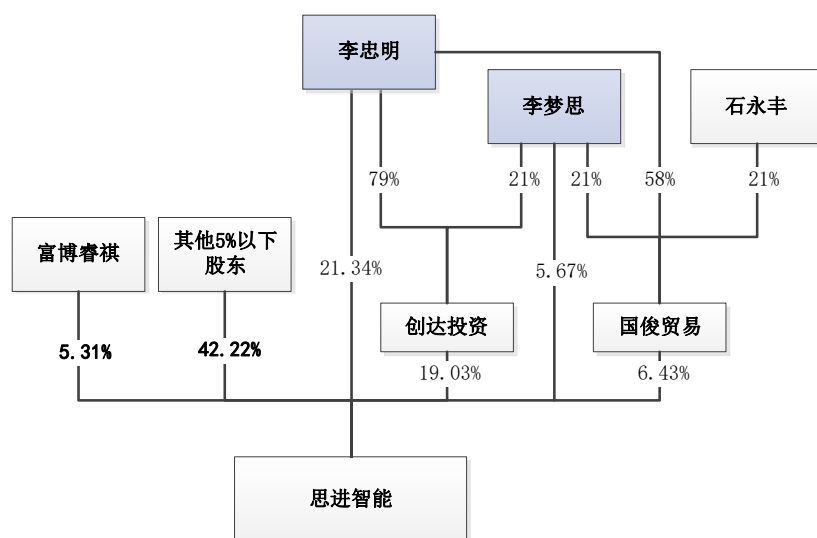 李忠明
李梦思
石永丰
79%
21%
21%
58%
21%
富博睿祺
其他5%以下
股东
21.34%
5.67%
创达投资
国俊贸易
5.31%
42.22%
19.03%
6.43%
思进智能